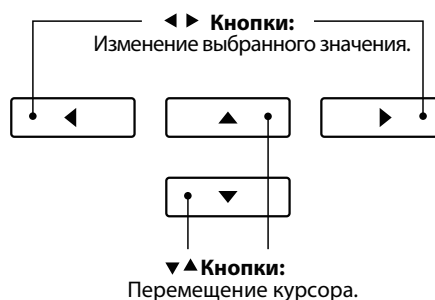 ◀ ▶ Кнопки:
Изменение выбранного значения.
▼▲Кнопки:
Перемещение курсора.